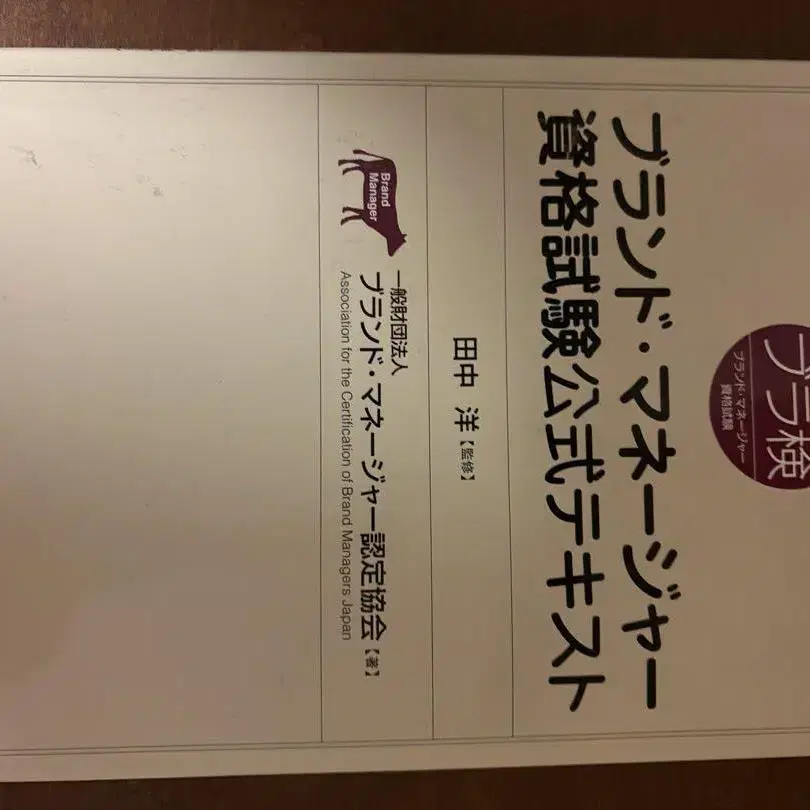 ブラ検
ブランド・マネージャー
資格試験
ブランド・マネージャー
資格試験公式テキスト
田中 洋【監修】
Brand
Manager
一般財団法人
ブランド・マネージャー認定協会【著】
Association for the Certification of Brand Managers Japan